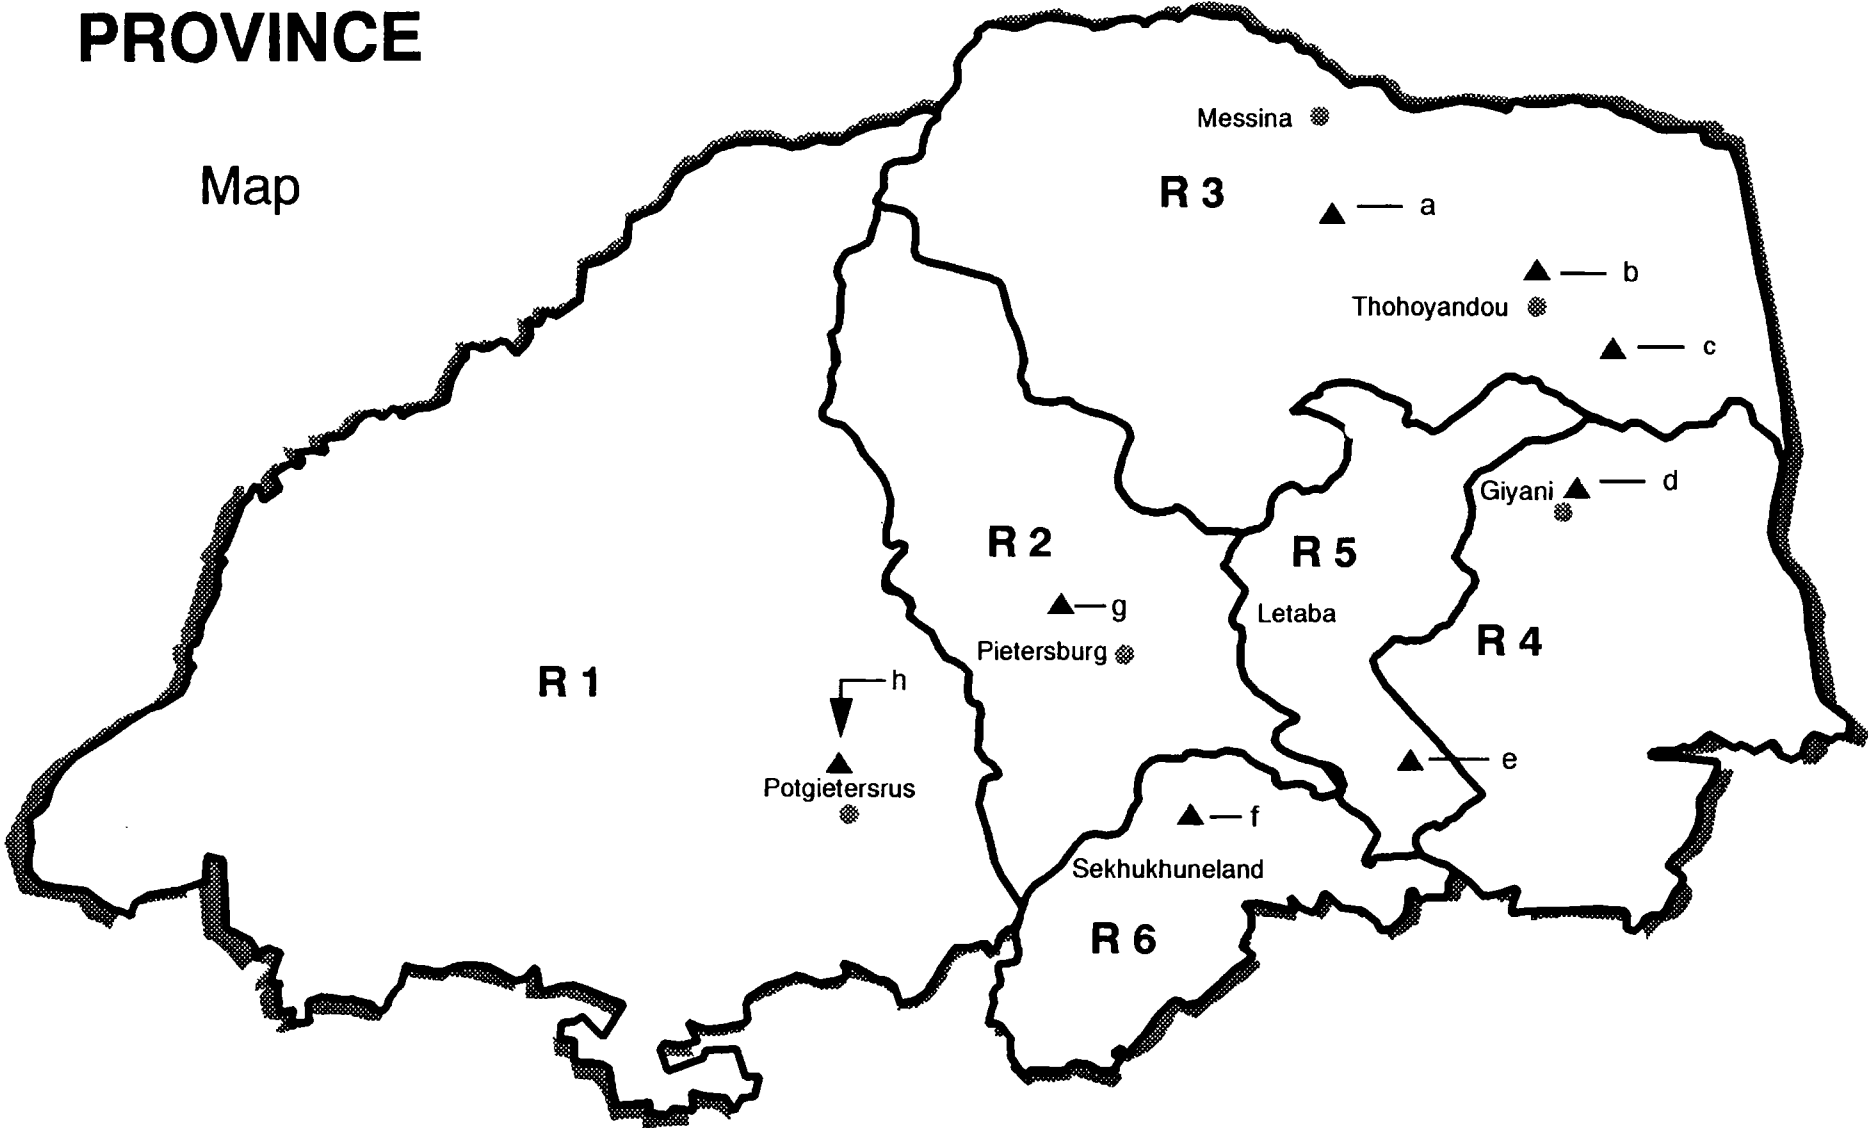 PROVINCE
Map
Messina
R 3
a
b
Thohoyandou
c
Giyani
d
R 2
R 5
g
Letaba
Pietersburg
R 4
R 1
h
e
Potgietersrus
f
Sekhukhuneland
R 6